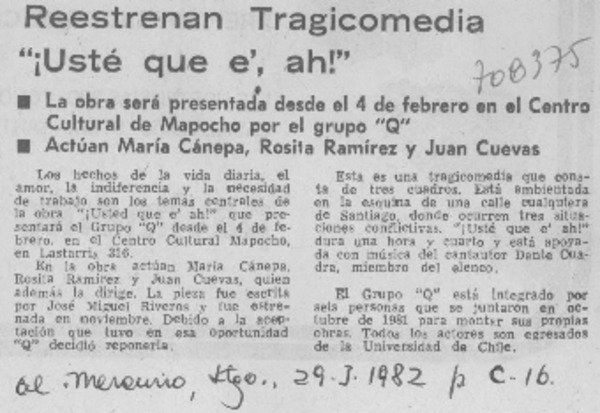 Reestrenan Tragicomedia
"¡Usté que e', ah!"
708375
■ La obra será presentada desde el 4 de febrero en el Centro
Cultural de Mapocho por el grupo "Q"
■ Actúan María Cánepa, Rosita Ramírez y Juan Cuevas
Los hechos de la vida diaria, el
amor, la indiferencia y la necesidad
de trabajo son los temas centrales de
la obra "¡Usted que e' ah!" que pre-
sentará el Grupo "Q" desde el 4 de fe-
brero, en el Centro Cultural Mapocho,
en Lastarria 316.
En la obra actúan María Cánepa,
Rosita Ramírez y Juan Cuevas, quien
además la dirige. La pieza fue escrita
por José Miguel Riveros y fue estre-
nada en noviembre. Debido a la acep-
tación que tuvo en esa oportunidad
"Q" decidió reponerla.
Esta es una tragicomedia que cons-
ta de tres cuadros. Está ambientada
en la esquina de una calle cualquiera
de Santiago, donde ocurren tres situa-
ciones conflictivas. "¡Usté que e' ah!"
dura una hora y cuarto y está apoya-
da con música del cantautor Dante Cua-
dra, miembro del elenco.
El Grupo "Q" está integrado por
seis personas que se juntaron en oc-
tubre de 1981 para montar sus propias
obras. Todos los actores son egresados
de la Universidad de Chile.
El Mercurio, Stgo., 29-I-1982 p C-16.